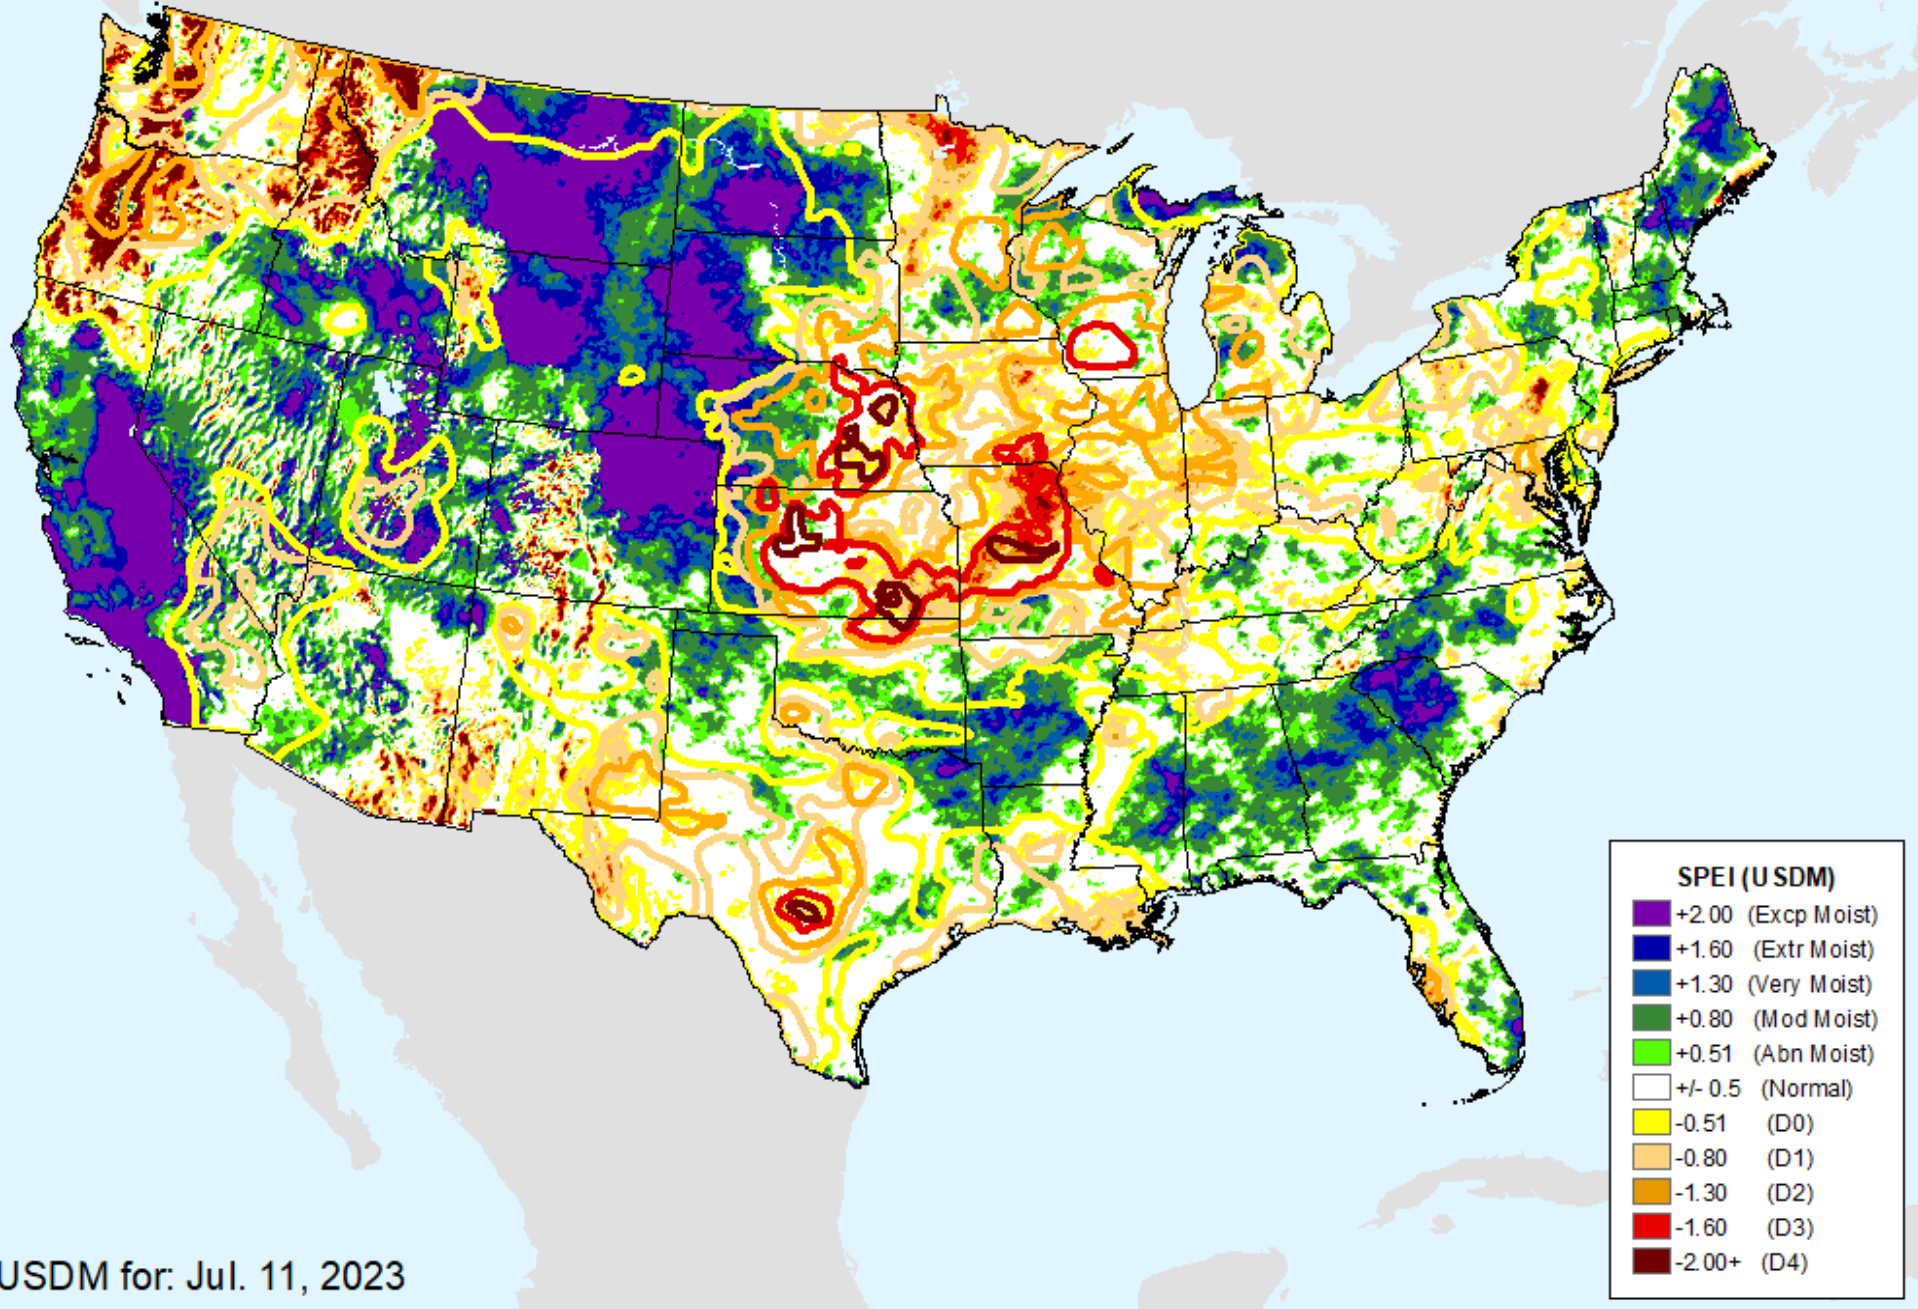 SPEI (USDM)
+2.00 (Excp Moist)
+1.60 (Extr Moist)
+1.30 (Very Moist)
+0.80 (Mod Moist)
+0.51 (Abn Moist)
+/- 0.5 (Normal)
-0.51 (D0)
-0.80 (D1)
-1.30 (D2)
-1.60 (D3)
-2.00+ (D4)
USDM for: Jul. 11, 2023